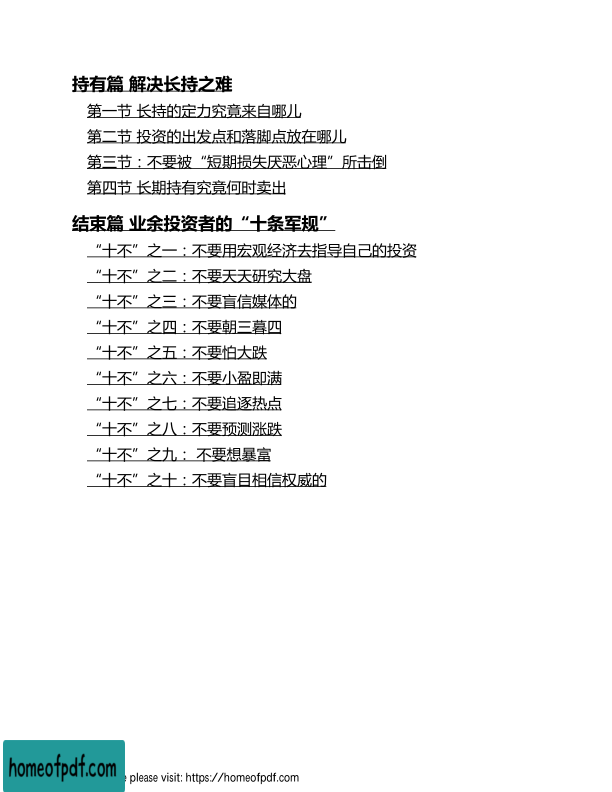 持有篇 解决长持之难
第一节 长持的定力究竟来自哪儿
第二节 投资的出发点和落脚点放在哪儿
第三节：不要被“短期损失厌恶心理”所击倒
第四节 长期持有究竟何时卖出
结束篇 业余投资者的“十条军规”
“十不”之一：不要用宏观经济去指导自己的投资
“十不”之二：不要天天研究大盘
“十不”之三：不要盲信媒体的
“十不”之四：不要朝三暮四
“十不”之五：不要怕大跌
“十不”之六：不要小盈即满
“十不”之七：不要追逐热点
“十不”之八：不要预测涨跌
“十不”之九： 不要想暴富
“十不”之十：不要盲目相信权威的
homeofpdf.com
please visit: https://homeofpdf.com